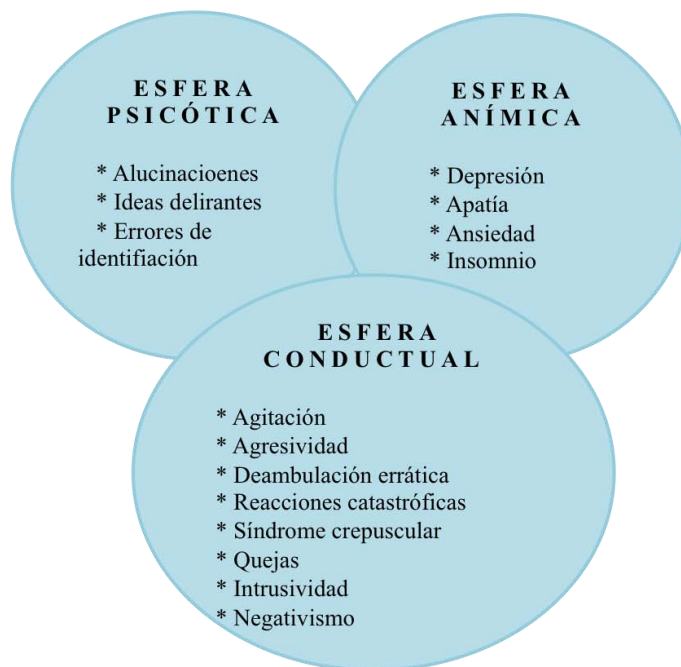 ESFERA
PSICÓTICA
* Alucinacioenes
* Ideas delirantes
* Errores de
identifiación
ESFERA
ANÍMICA
* Depresión
* Apatía
* Ansiedad
* Insomnio
ESFERA
CONDUCTUAL
* Agitación
* Agresividad
* Deambulación errática
* Reacciones catastróficas
* Síndrome crepuscular
* Quejas
* Intrusividad
* Negativismo